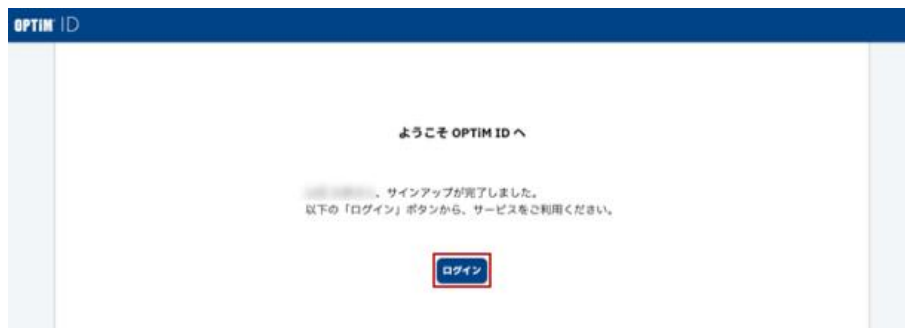 OPTiM ID
ようこそ OPTiM ID へ
、サインアップが完了しました。
以下の「ログイン」ボタンから、サービスをご利用ください。
ログイン